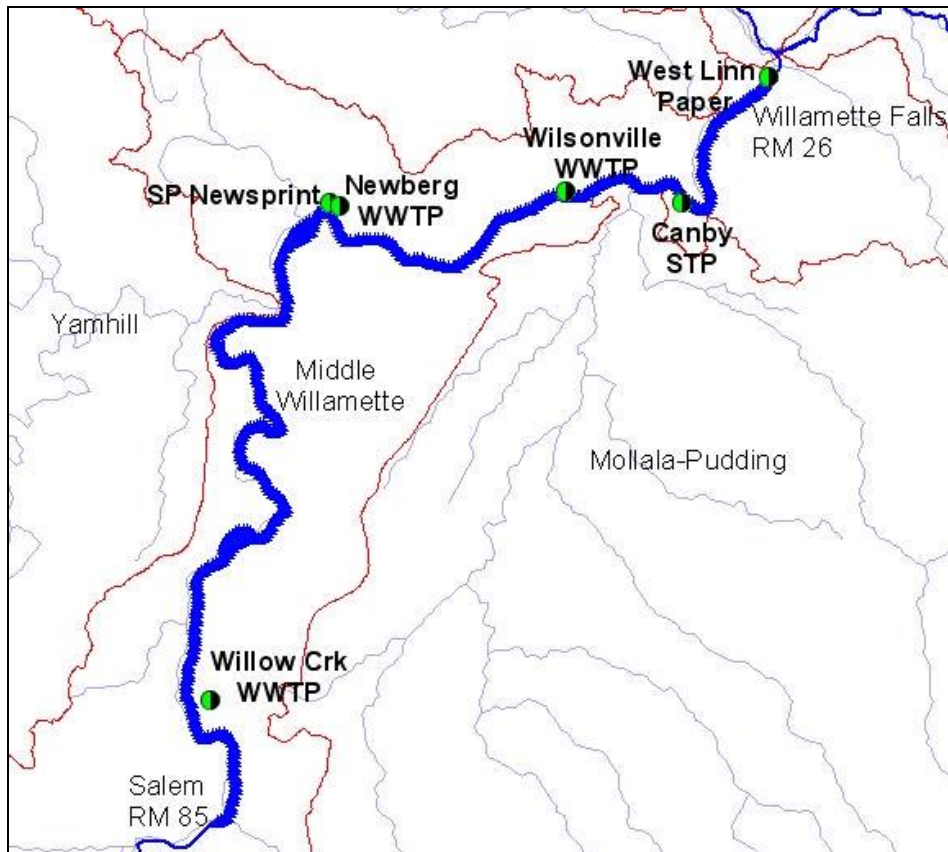 West Linn
Paper
Willamette Falls
RM 26
Wilsonville
WWTP
SP Newsprint
Newberg
WWTP
Canby
STP
Yamhill
Middle
Willamette
Mollala-Pudding
Willow Crk
WWTP
Salem
RM 85